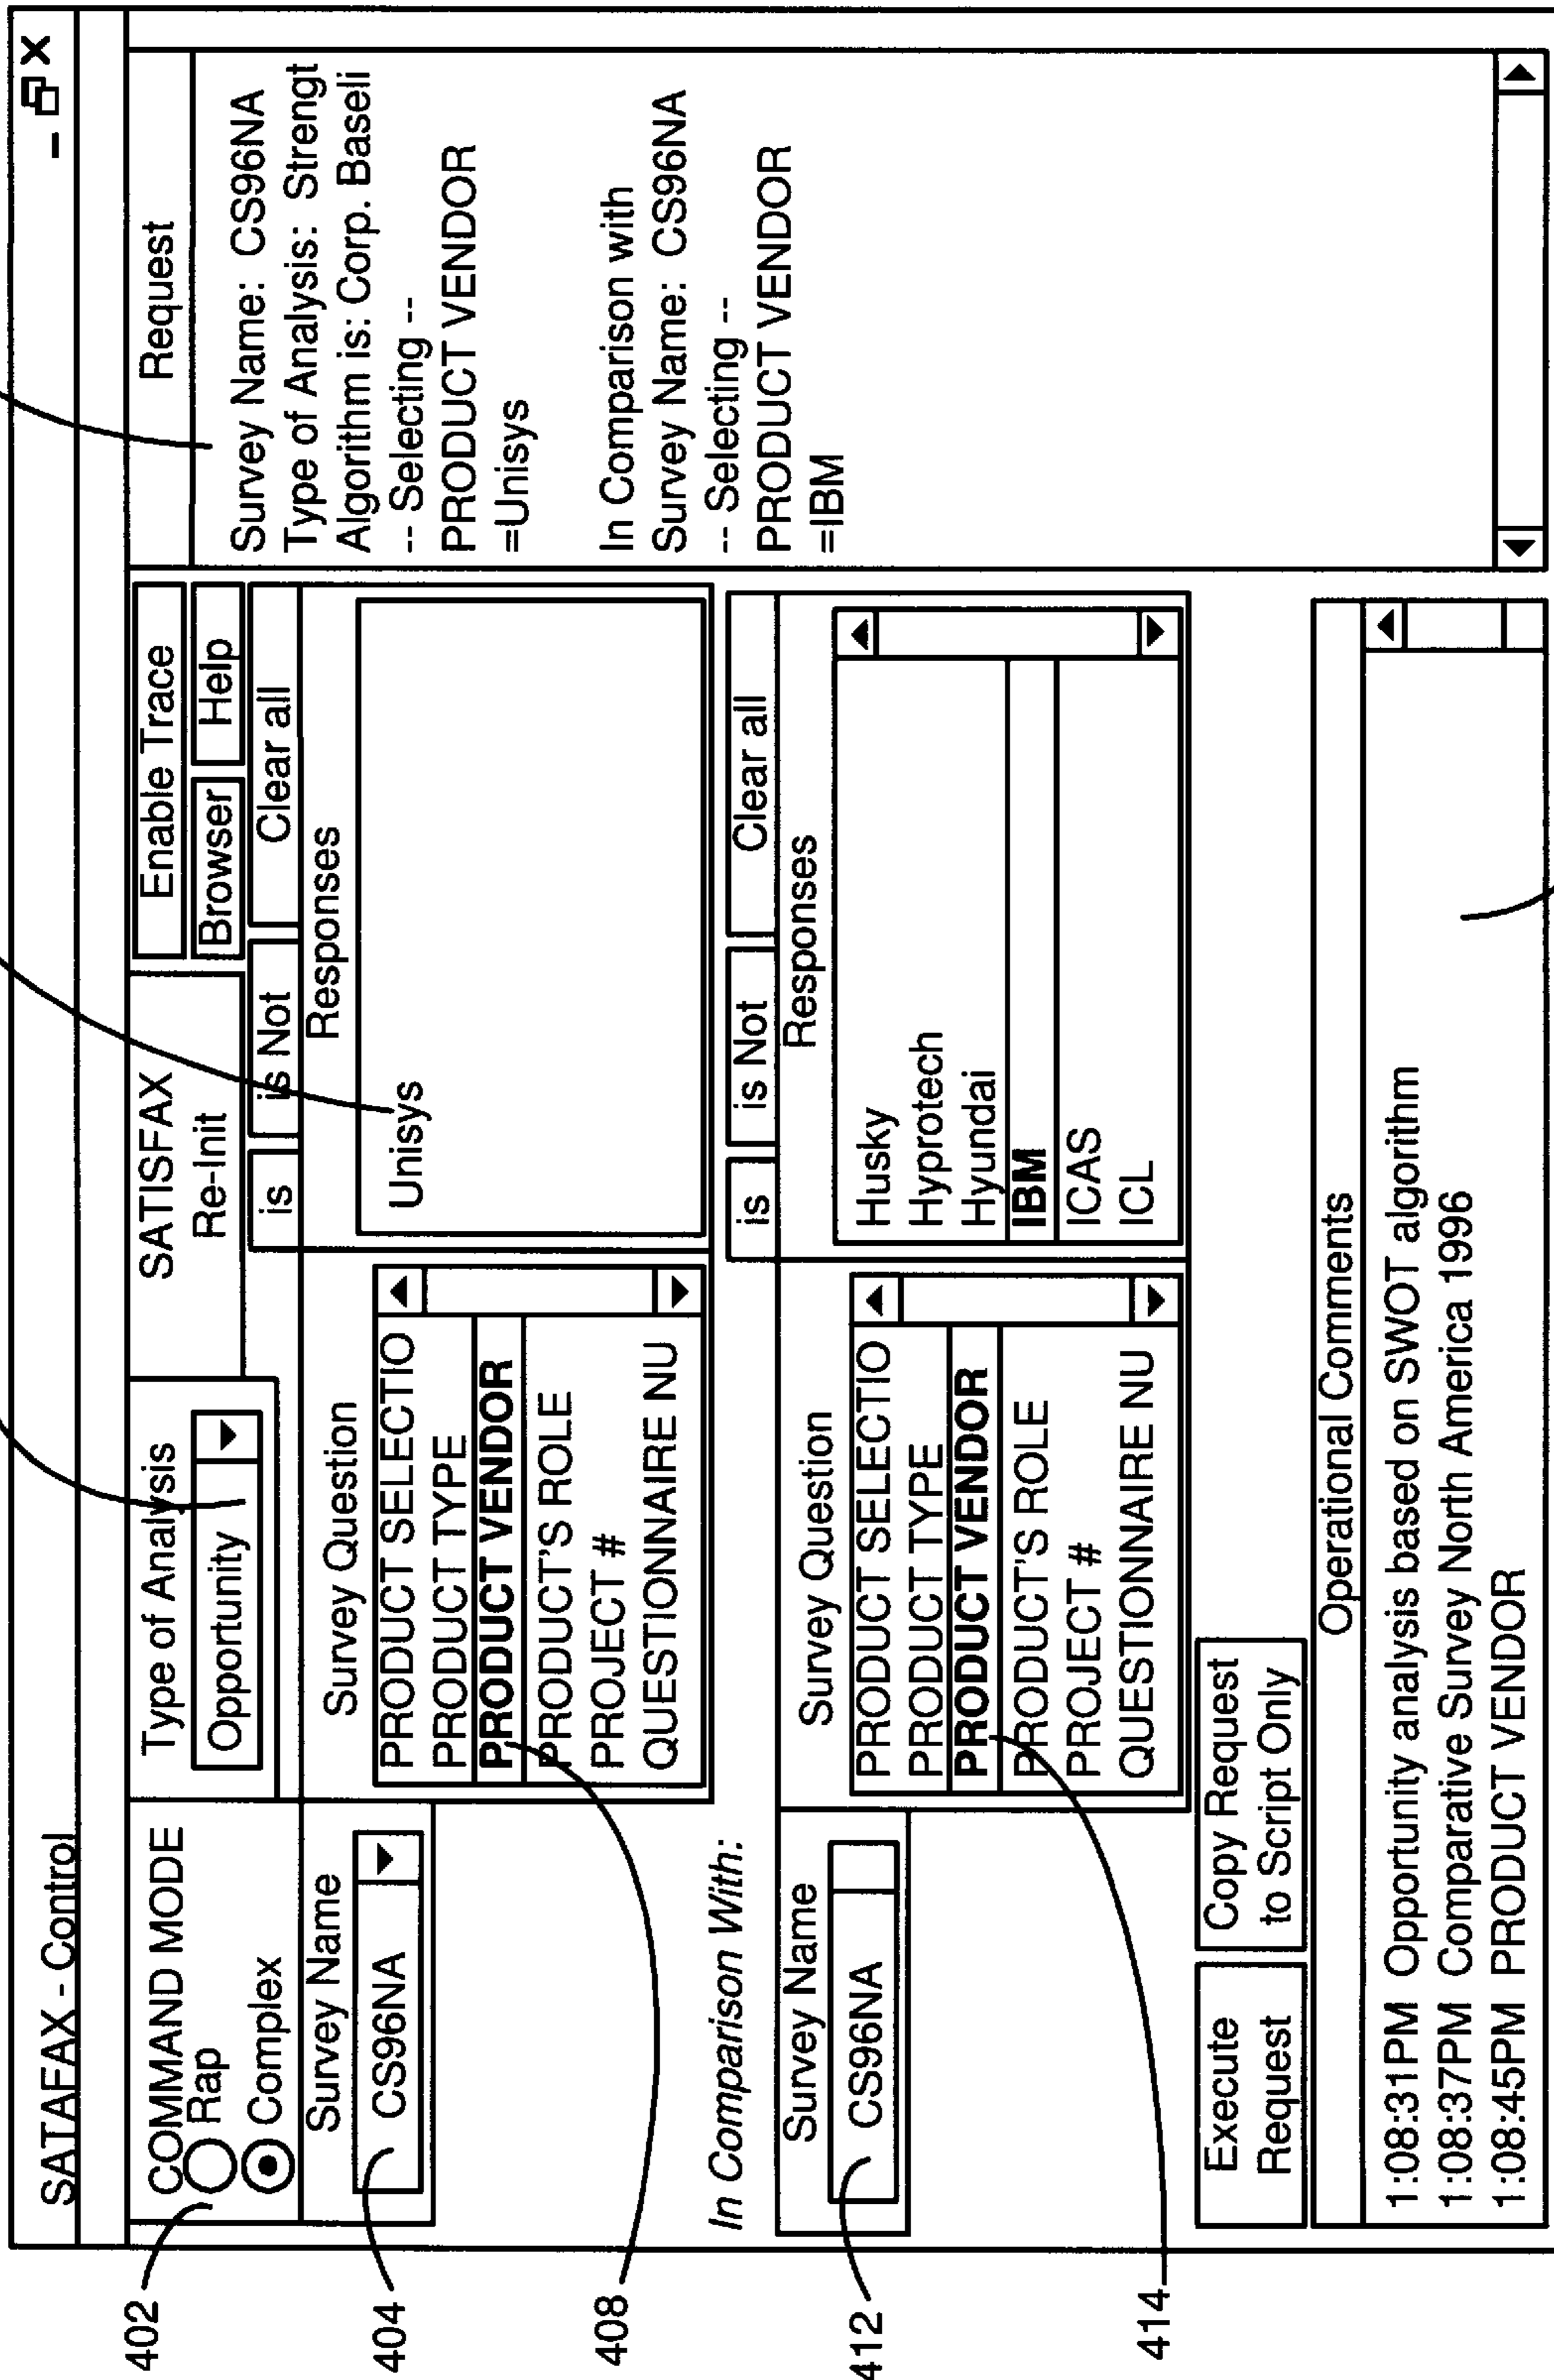 SATAFAX - Control
COMMAND MODE
Rap
Complex
Type of Analysis
Opportunity
SATISFAX
Re-Init
Enable Trace
Browser
Help
Survey Name
CS96NA
Survey Question
PRODUCT SELECTIO
PRODUCT TYPE
PRODUCT VENDOR
PRODUCT'S ROLE
PROJECT #
QUESTIONNAIRE NU
is
is Not
Clear all
Responses
Unisys
In Comparison With:
Survey Name
CS96NA
Survey Question
PRODUCT SELECTIO
PRODUCT TYPE
PRODUCT VENDOR
PRODUCT'S ROLE
PROJECT #
QUESTIONNAIRE NU
is
is Not
Clear all
Responses
Husky
Hyprotech
Hyundai
IBM
ICAS
ICL
Execute
Request
Copy Request
to Script Only
Operational Comments
1:08:31PM Opportunity analysis based on SWOT algorithm
1:08:37PM Comparative Survey North America 1996
1:08:45PM PRODUCT VENDOR
Request
Survey Name: CS96NA
Type of Analysis: Strengt
Algorithm is: Corp. Baseli
-- Selecting --
PRODUCT VENDOR
=Unisys
In Comparison with
Survey Name: CS96NA
-- Selecting --
PRODUCT VENDOR
=IBM
402
404
408
412
414